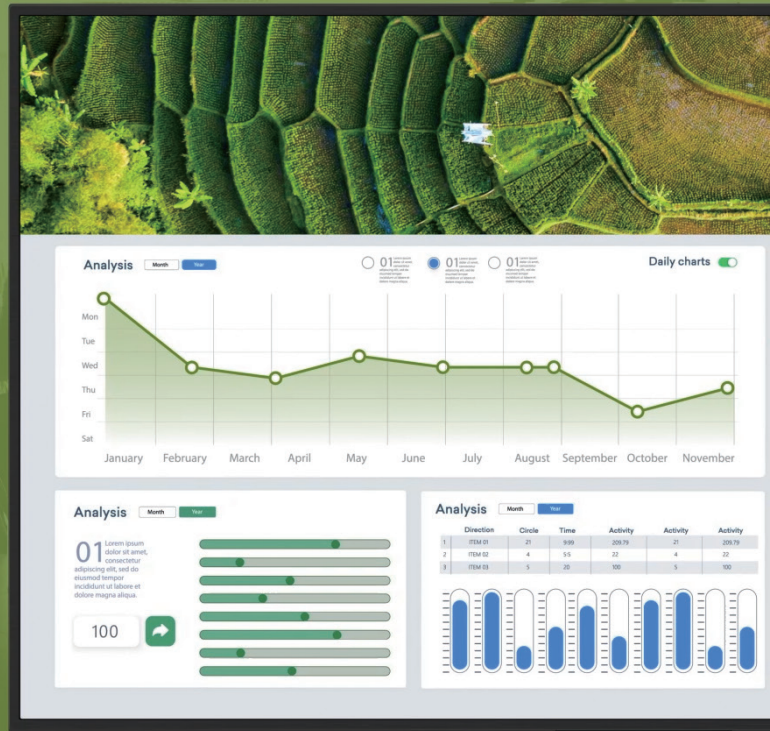 Analysis
Month
Year
01
01
01
Daily charts
Mon
Tue
Wed
Thu
Fri
Sat
January
February
March
April
May
June
July
August
September
October
November
Analysis
Month
Year
01
Lorem ipsum
dolor sit amet,
consectetur
adipiscing elit, sed do
eiusmod tempor
incididunt ut labore et
dolore magna aliqua.
100
Analysis
Month
Year
Direction Circle Time Activity Activity Activity
1 ITEM 01 21 9:99 209.79 21 209.79
2 ITEM 02 4 5:5 22 4 22
3 ITEM 03 5 20 100 5 100